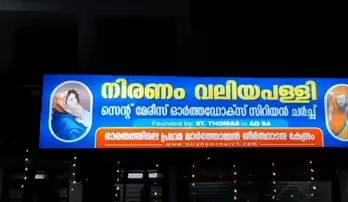 നിരണം വലിയപള്ളി
സെന്റ് മേരീസ് ഓർത്തഡോക്സ് സിറിയൻ ചർച്ച്
Founded by: ST. THOMAS in AD 54
ഭാരതത്തിലെ പ്രഥമ മാർത്തോമ്മൻ തീർത്ഥാടന കേന്ദ്രം
www.niranamchurch.com